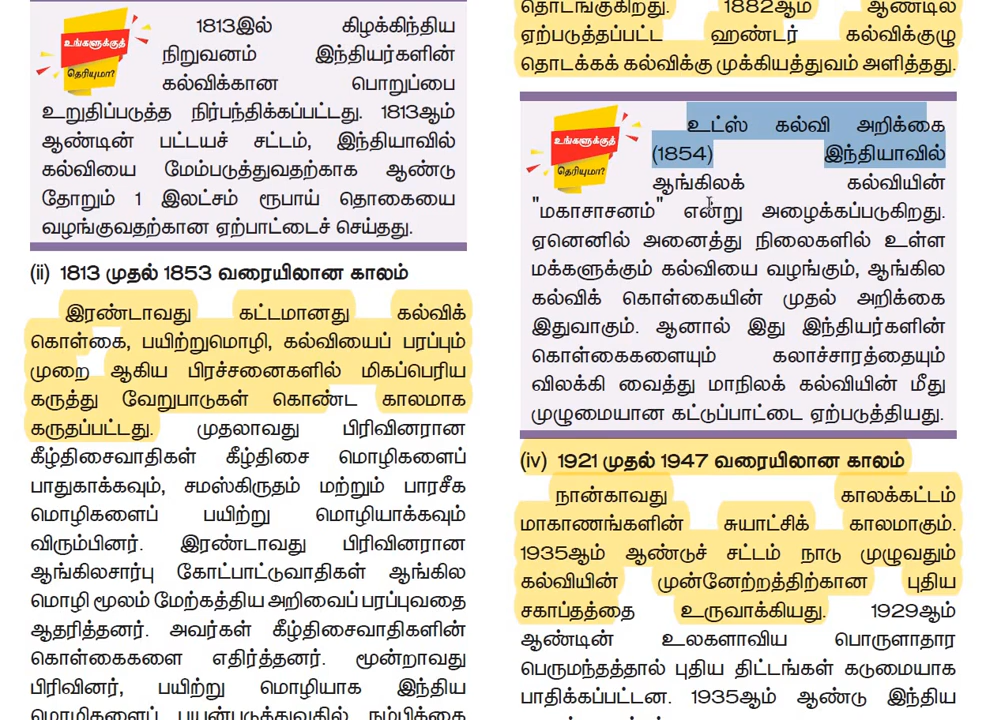 உங்களுக்குத்
தெரியுமா?
1813இல் கிழக்கிந்திய
நிறுவனம் இந்தியர்களின்
கல்விக்கான பொறுப்பை
உறுதிப்படுத்த நிர்பந்திக்கப்பட்டது. 1813ஆம்
ஆண்டின் பட்டயச் சட்டம், இந்தியாவில்
கல்வியை மேம்படுத்துவதற்காக ஆண்டு
தோறும் 1 இலட்சம் ரூபாய் தொகையை
வழங்குவதற்கான ஏற்பாட்டைச் செய்தது.
(ii) 1813 முதல் 1853 வரையிலான காலம்
இரண்டாவது கட்டமானது கல்விக்
கொள்கை, பயிற்றுமொழி, கல்வியைப் பரப்பும்
முறை ஆகிய பிரச்சனைகளில் மிகப்பெரிய
கருத்து வேறுபாடுகள் கொண்ட காலமாக
கருதப்பட்டது. முதலாவது பிரிவினரான
கீழ்திசைவாதிகள் கீழ்திசை மொழிகளைப்
பாதுகாக்கவும், சமஸ்கிருதம் மற்றும் பாரசீக
மொழிகளைப் பயிற்று மொழியாக்கவும்
விரும்பினர். இரண்டாவது பிரிவினரான
ஆங்கிலசார்பு கோட்பாட்டுவாதிகள் ஆங்கில
மொழி மூலம் மேற்கத்திய அறிவைப் பரப்புவதை
ஆதரித்தனர். அவர்கள் கீழ்திசைவாதிகளின்
கொள்கைகளை எதிர்த்தனர். மூன்றாவது
பிரிவினர், பயிற்று மொழியாக இந்திய
மொழிகளைப் பயன்படுத்துவதில் நம்பிக்கை
தொடங்குகிறது. 1882ஆம் ஆண்டில்
ஏற்படுத்தப்பட்ட ஹண்டர் கல்விக்குழு
தொடக்கக் கல்விக்கு முக்கியத்துவம் அளித்தது.
உங்களுக்குத்
தெரியுமா?
உட்ஸ் கல்வி அறிக்கை
(1854) இந்தியாவில்
ஆங்கிலக் கல்வியின்
"மகாசாசனம்" என்று அழைக்கப்படுகிறது.
ஏனெனில் அனைத்து நிலைகளில் உள்ள
மக்களுக்கும் கல்வியை வழங்கும், ஆங்கில
கல்விக் கொள்கையின் முதல் அறிக்கை
இதுவாகும். ஆனால் இது இந்தியர்களின்
கொள்கைகளையும் கலாச்சாரத்தையும்
விலக்கி வைத்து மாநிலக் கல்வியின் மீது
முழுமையான கட்டுப்பாட்டை ஏற்படுத்தியது.
(iv) 1921 முதல் 1947 வரையிலான காலம்
நான்காவது காலக்கட்டம்
மாகாணங்களின் சுயாட்சிக் காலமாகும்.
1935ஆம் ஆண்டுச் சட்டம் நாடு முழுவதும்
கல்வியின் முன்னேற்றத்திற்கான புதிய
சகாப்தத்தை உருவாக்கியது. 1929ஆம்
ஆண்டின் உலகளாவிய பொருளாதார
பெருமந்தத்தால் புதிய திட்டங்கள் கடுமையாக
பாதிக்கப்பட்டன. 1935ஆம் ஆண்டு இந்திய